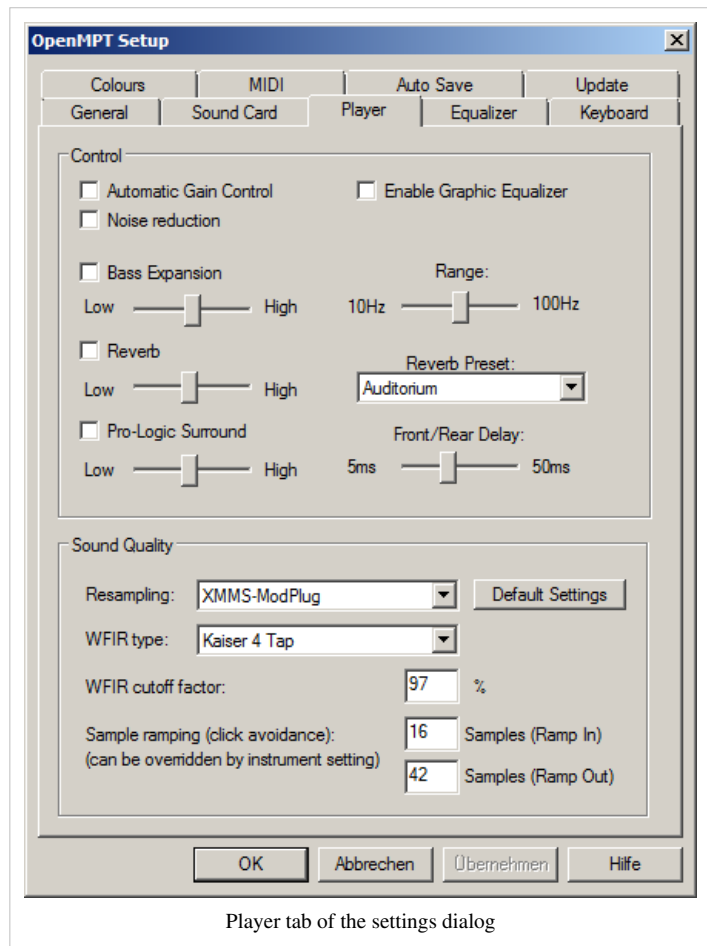 OpenMPT Setup
Colours MIDI Auto Save Update
General Sound Card Player Equalizer Keyboard
Control
Automatic Gain Control Enable Graphic Equalizer
Noise reduction
Bass Expansion Range:
Low High 10Hz 100Hz
Reverb Reverb Preset:
Low High Auditorium
Pro-Logic Surround Front/Rear Delay:
Low High 5ms 50ms
Sound Quality
Resampling: XMMS-ModPlug Default Settings
WFIR type: Kaiser 4 Tap
WFIR cutoff factor: 97 %
Sample ramping (click avoidance): 16 Samples (Ramp In)
(can be overridden by instrument setting)
42 Samples (Ramp Out)
OK Abbrechen Übernehmen Hilfe
Player tab of the settings dialog